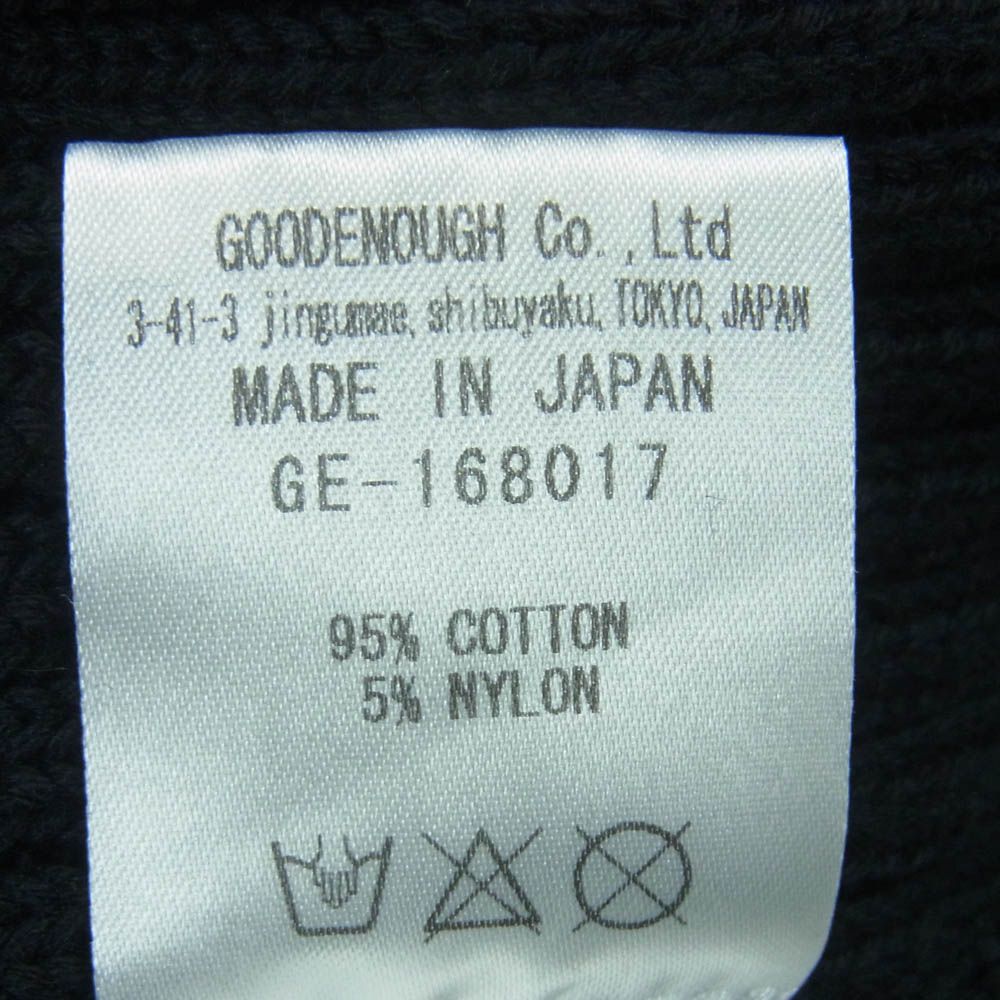 GOODENOUGH Co.,Ltd
3-41-3 jingumae, shibuyaku, TOKYO, JAPAN
MADE IN JAPAN
GE-168017
95% COTTON
5% NYLON